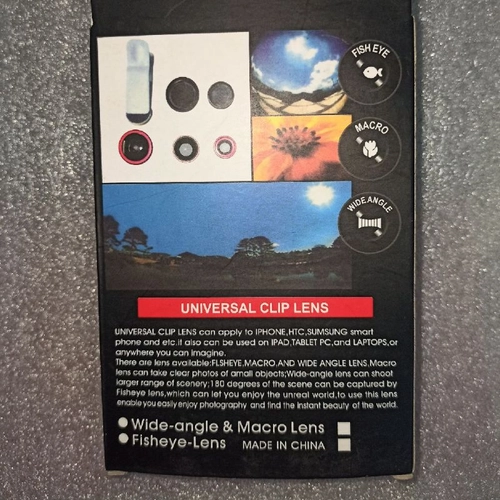 FISH EYE
MACRO
WIDE ANGLE
UNIVERSAL CLIP LENS
UNIVERSAL CLIP LENS can apply to IPHONE,HTC,SUMSUNG smart
phone and etc.it also can be used on IPAD,TABLET PC,and LAPTOPS,or
anywhere you can imagine.
There are lens available:FLSHEYE,MACRO,AND WIDE ANGLE LENS,Macro
lens can take clear photos of amall objects;Wide-angle lens can shoot
larger range of scenery;180 degrees of the scene can be captured by
Fisheye lens,which can let you enjoy the unreal world,to use this lens
enable you easily enjoy photography and find the instant beauty of the world.
Wide-angle & Macro Lens
Fisheye-Lens MADE IN CHINA